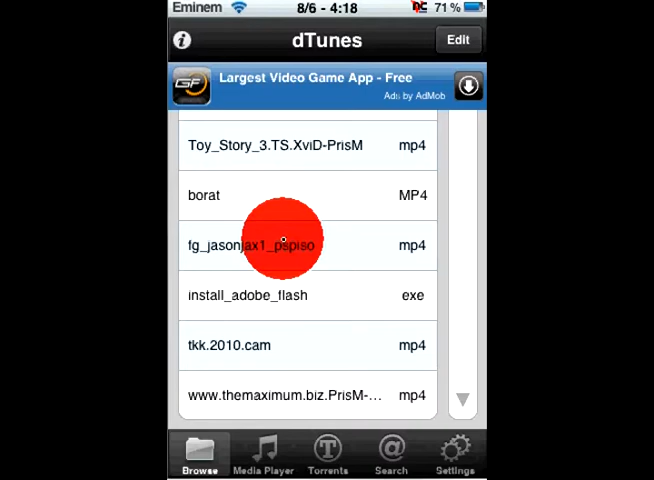 Eminem 8/6 - 4:18 71%
dTunes Edit
GF Largest Video Game App - Free
Ads by AdMob
Toy_Story_3.TS.XviD-PrisM mp4
borat MP4
fg_jasonjax1_pspiso mp4
install_adobe_flash exe
tkk.2010.cam mp4
www.themaximum.biz.PrisM-... mp4
Browse Media Player Torrents Search Settings